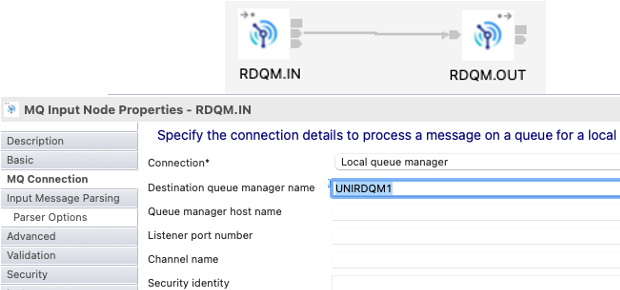 RDQM.IN
RDQM.OUT
MQ Input Node Properties - RDQM.IN
Description
Specify the connection details to process a message on a queue for a local
Basic
Connection*
Local queue manager
MQ Connection
Destination queue manager name
UNIRDQM1
Input Message Parsing
Queue manager host name
Parser Options
Listener port number
Advanced
Validation
Channel name
Security
Security identity